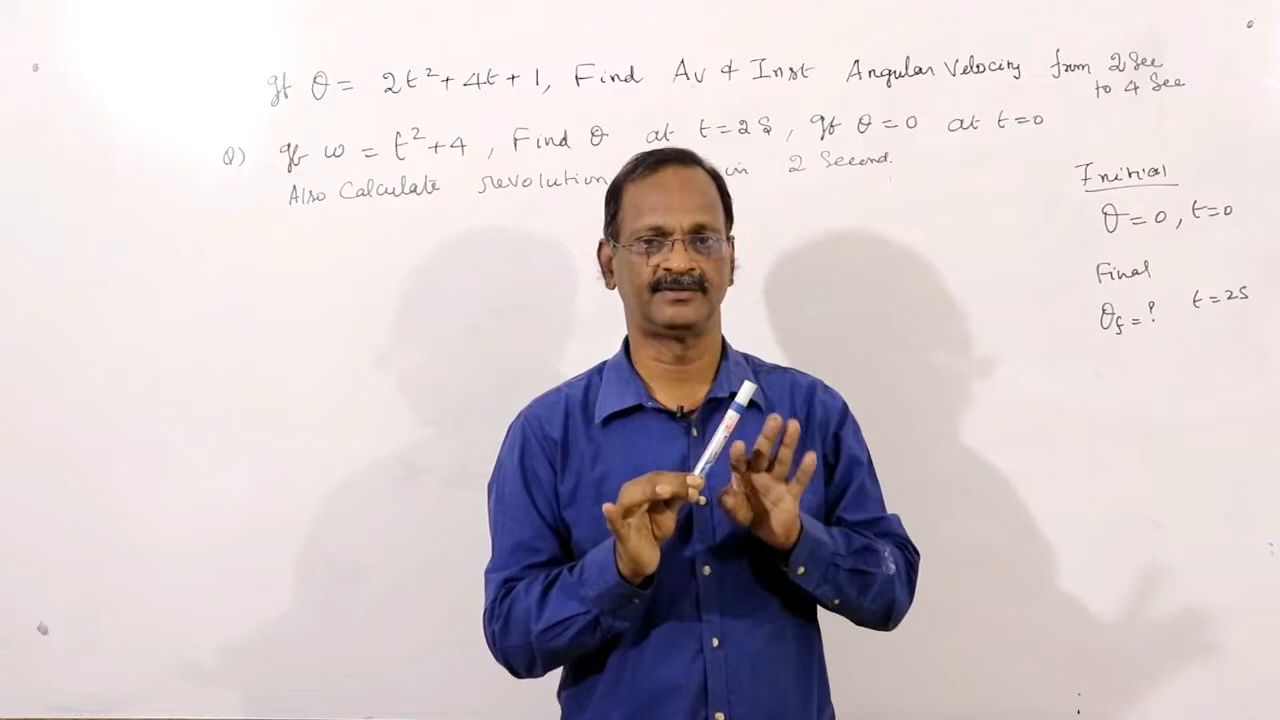 If θ = 2t² + 4t + 1, Find Av & Inst Angular Velocity from 2 Sec
to 4 Sec
Q) If ω = t² + 4, Find θ at t = 2 S, If θ = 0 at t = 0
Also Calculate revolution in 2 Second.
Initial
θ = 0, t = 0
Final
θf = ? t = 2S